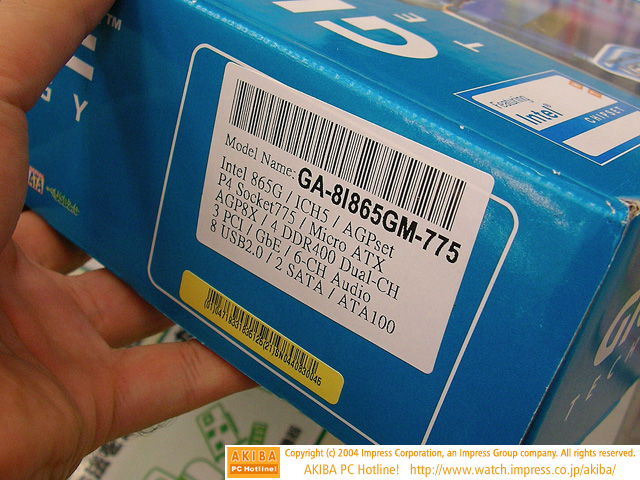 TM
G
T E
G Y
Featuring
Intel®
CHIPSET
Model Name: GA-8I865GM-775
Intel 865G / ICH5 / AGPset
P4 Socket775 / Micro ATX
AGP8X / 4 DDR400 Dual-CH
3 PCI / GbE / 6-CH Audio
8 USB2.0 / 2 SATA / ATA100
ATA
G
TECH
AKIBA
PC Hotline!
Copyright (c) 2004 Impress Corporation, an Impress Group company. All rights reserved.
AKIBA PC Hotline! http://www.watch.impress.co.jp/akiba/